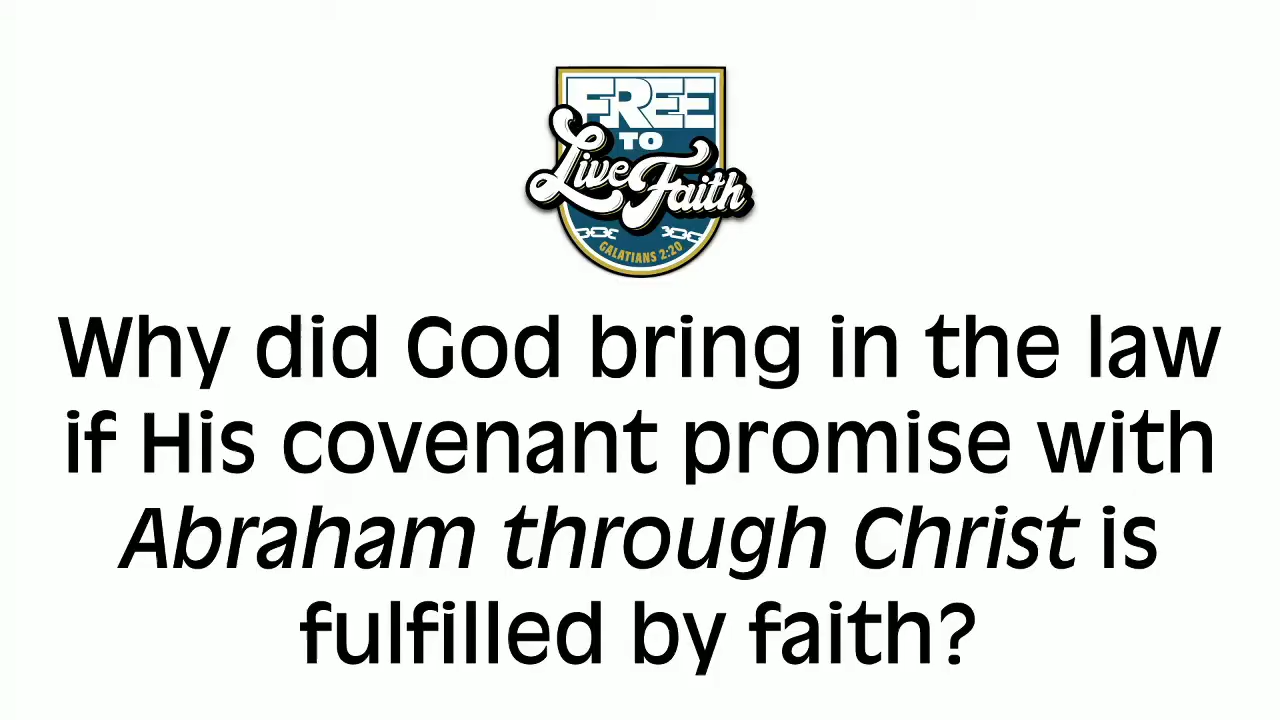 FREE
TO
Live Faith
GALATIANS 2:20
Why did God bring in the law
if His covenant promise with
Abraham through Christ is
fulfilled by faith?